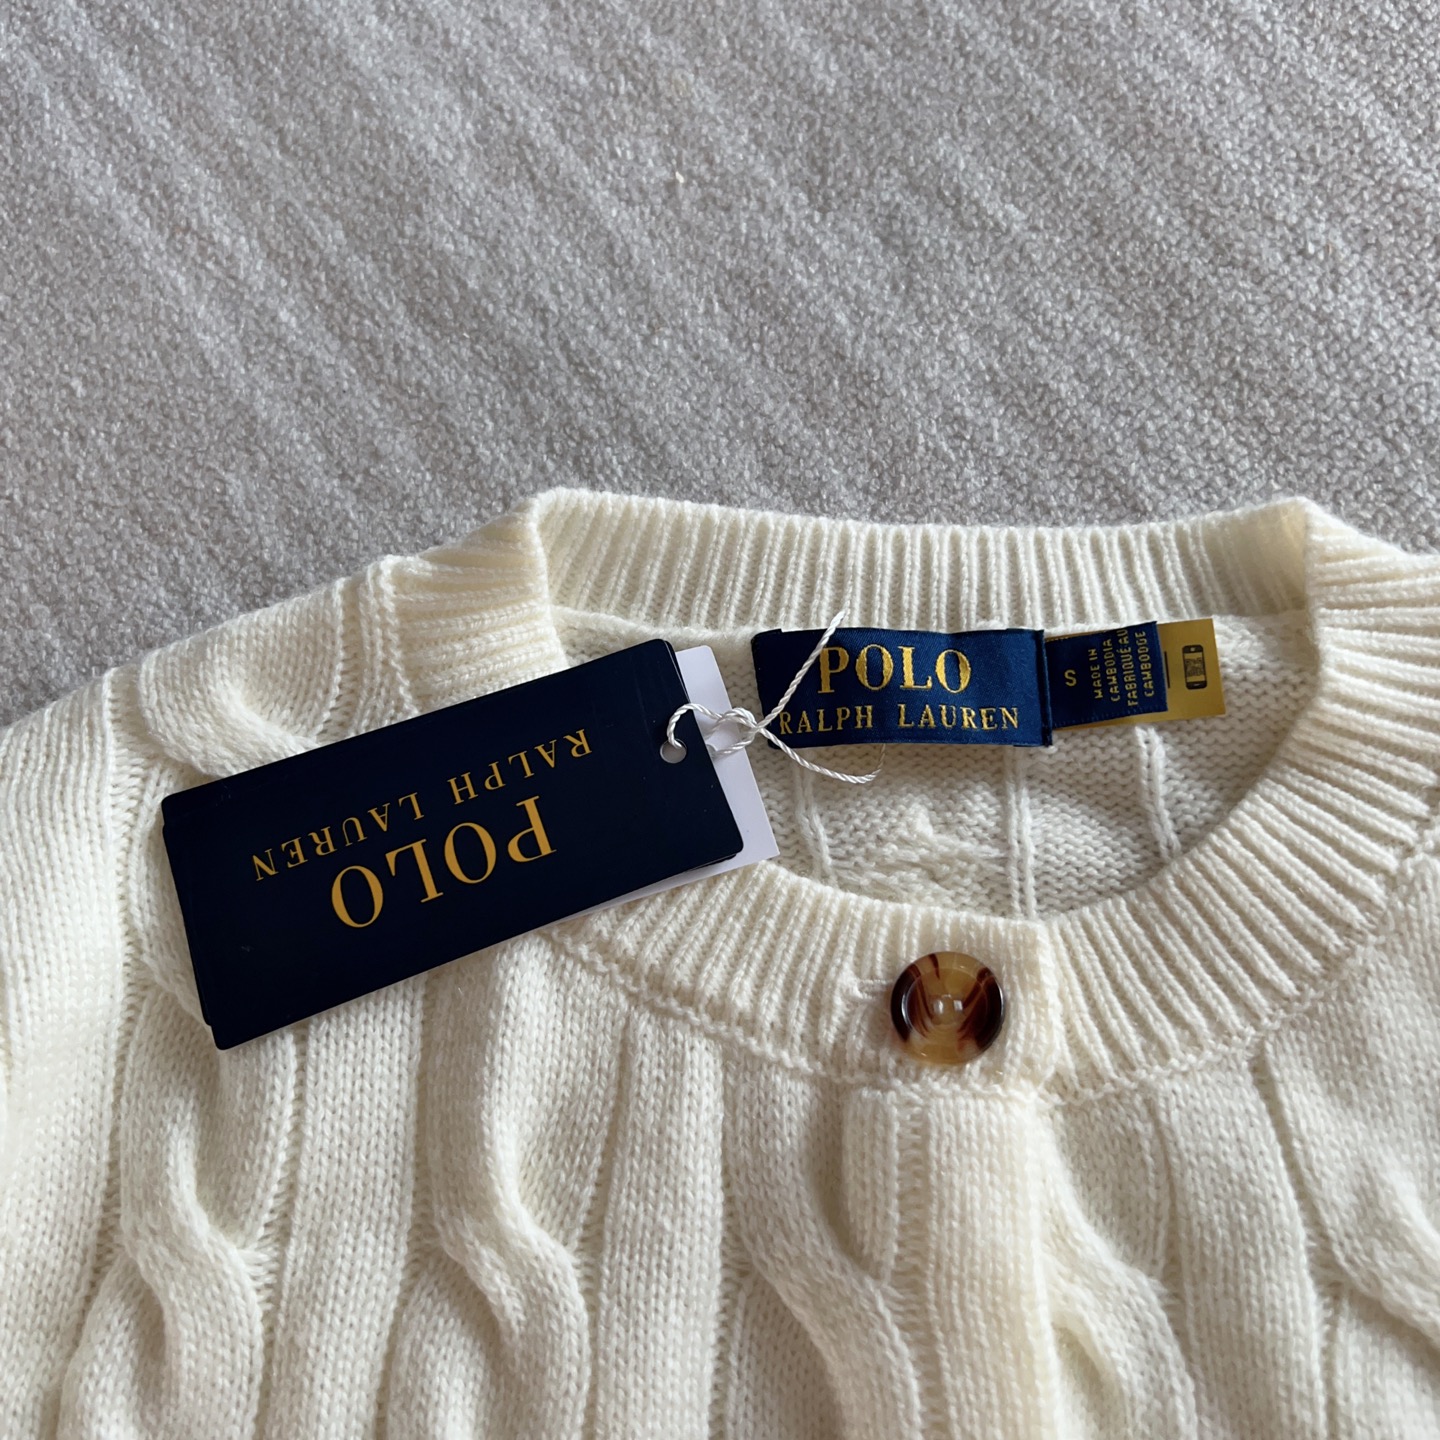 POLO
RALPH LAUREN
POLO
RALPH LAUREN
S
MADE IN
CAMBODIA
FABRIQUÉ AU
CAMBODGE